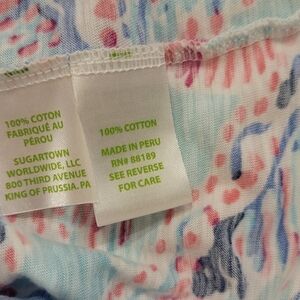 100% COTON
FABRIQUÉ AU
PÉROU
SUGARTOWN
WORLDWIDE, LLC
800 THIRD AVENUE
KING OF PRUSSIA, PA
100% COTTON
MADE IN PERU
RN# 88189
SEE REVERSE
FOR CARE